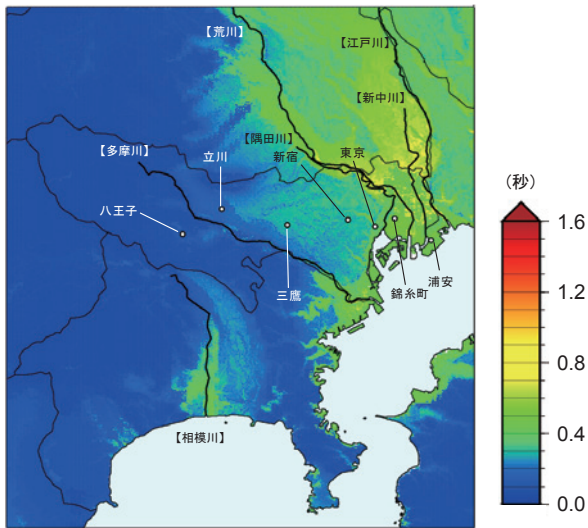 【荒川】
【江戸川】
【新中川】
【隅田川】
【多摩川】
立川
新宿
東京
八王子
三鷹
錦糸町
浦安
【相模川】
(秒)
1.6
1.2
0.8
0.4
0.0